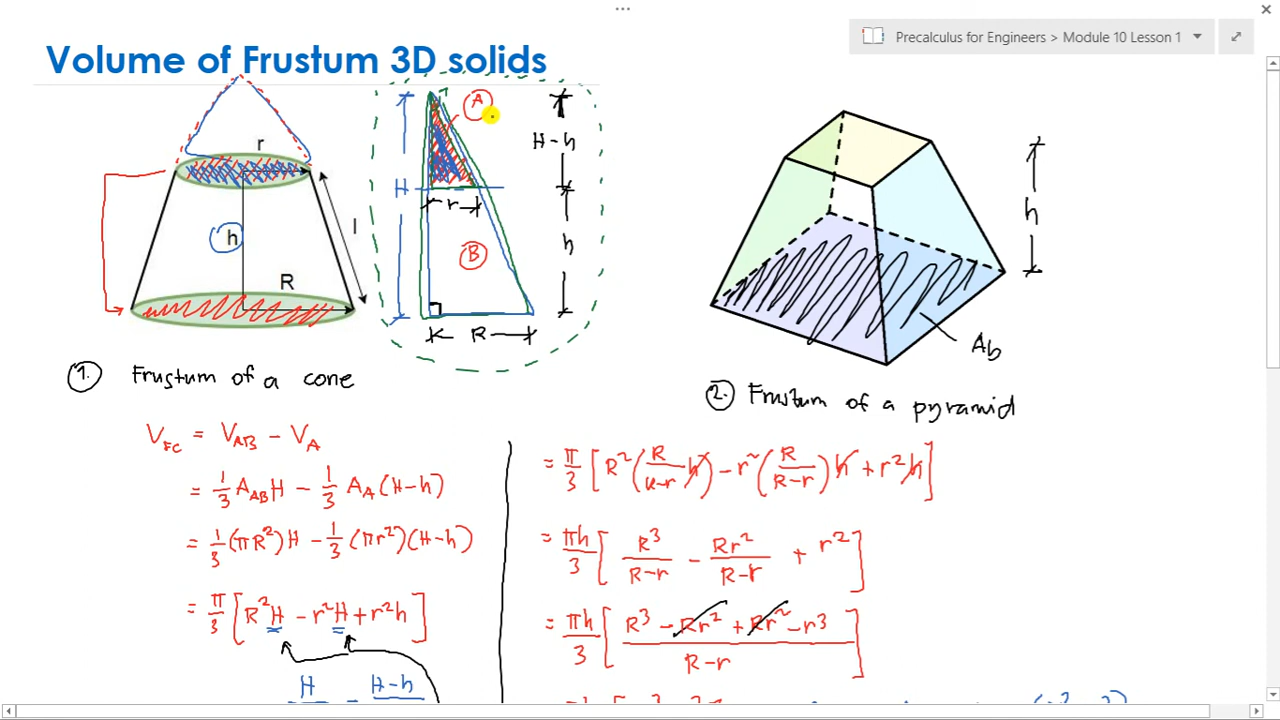 Precalculus for Engineers > Module 10 Lesson 1
Volume of Frustum 3D solids
r
h
R
l
A
H
H-h
r
h
B
R
h
Ab
1. Frustum of a cone
2. Frustum of a pyramid
V_FC = V_AB - V_A
= 1/3 A_AB H - 1/3 A_A (H-h)
= 1/3 (πR²)H - 1/3 (πr²)(H-h)
= π/3 [R²H - r²H + r²h]
H = H-h
= π/3 [R² (R/R-r h) - r² (R/R-r) h + r²h]
= πh/3 [R³/R-r - Rr²/R-r + r²]
= πh/3 [R³ - Rr² + Rr² - r³ / R-r]